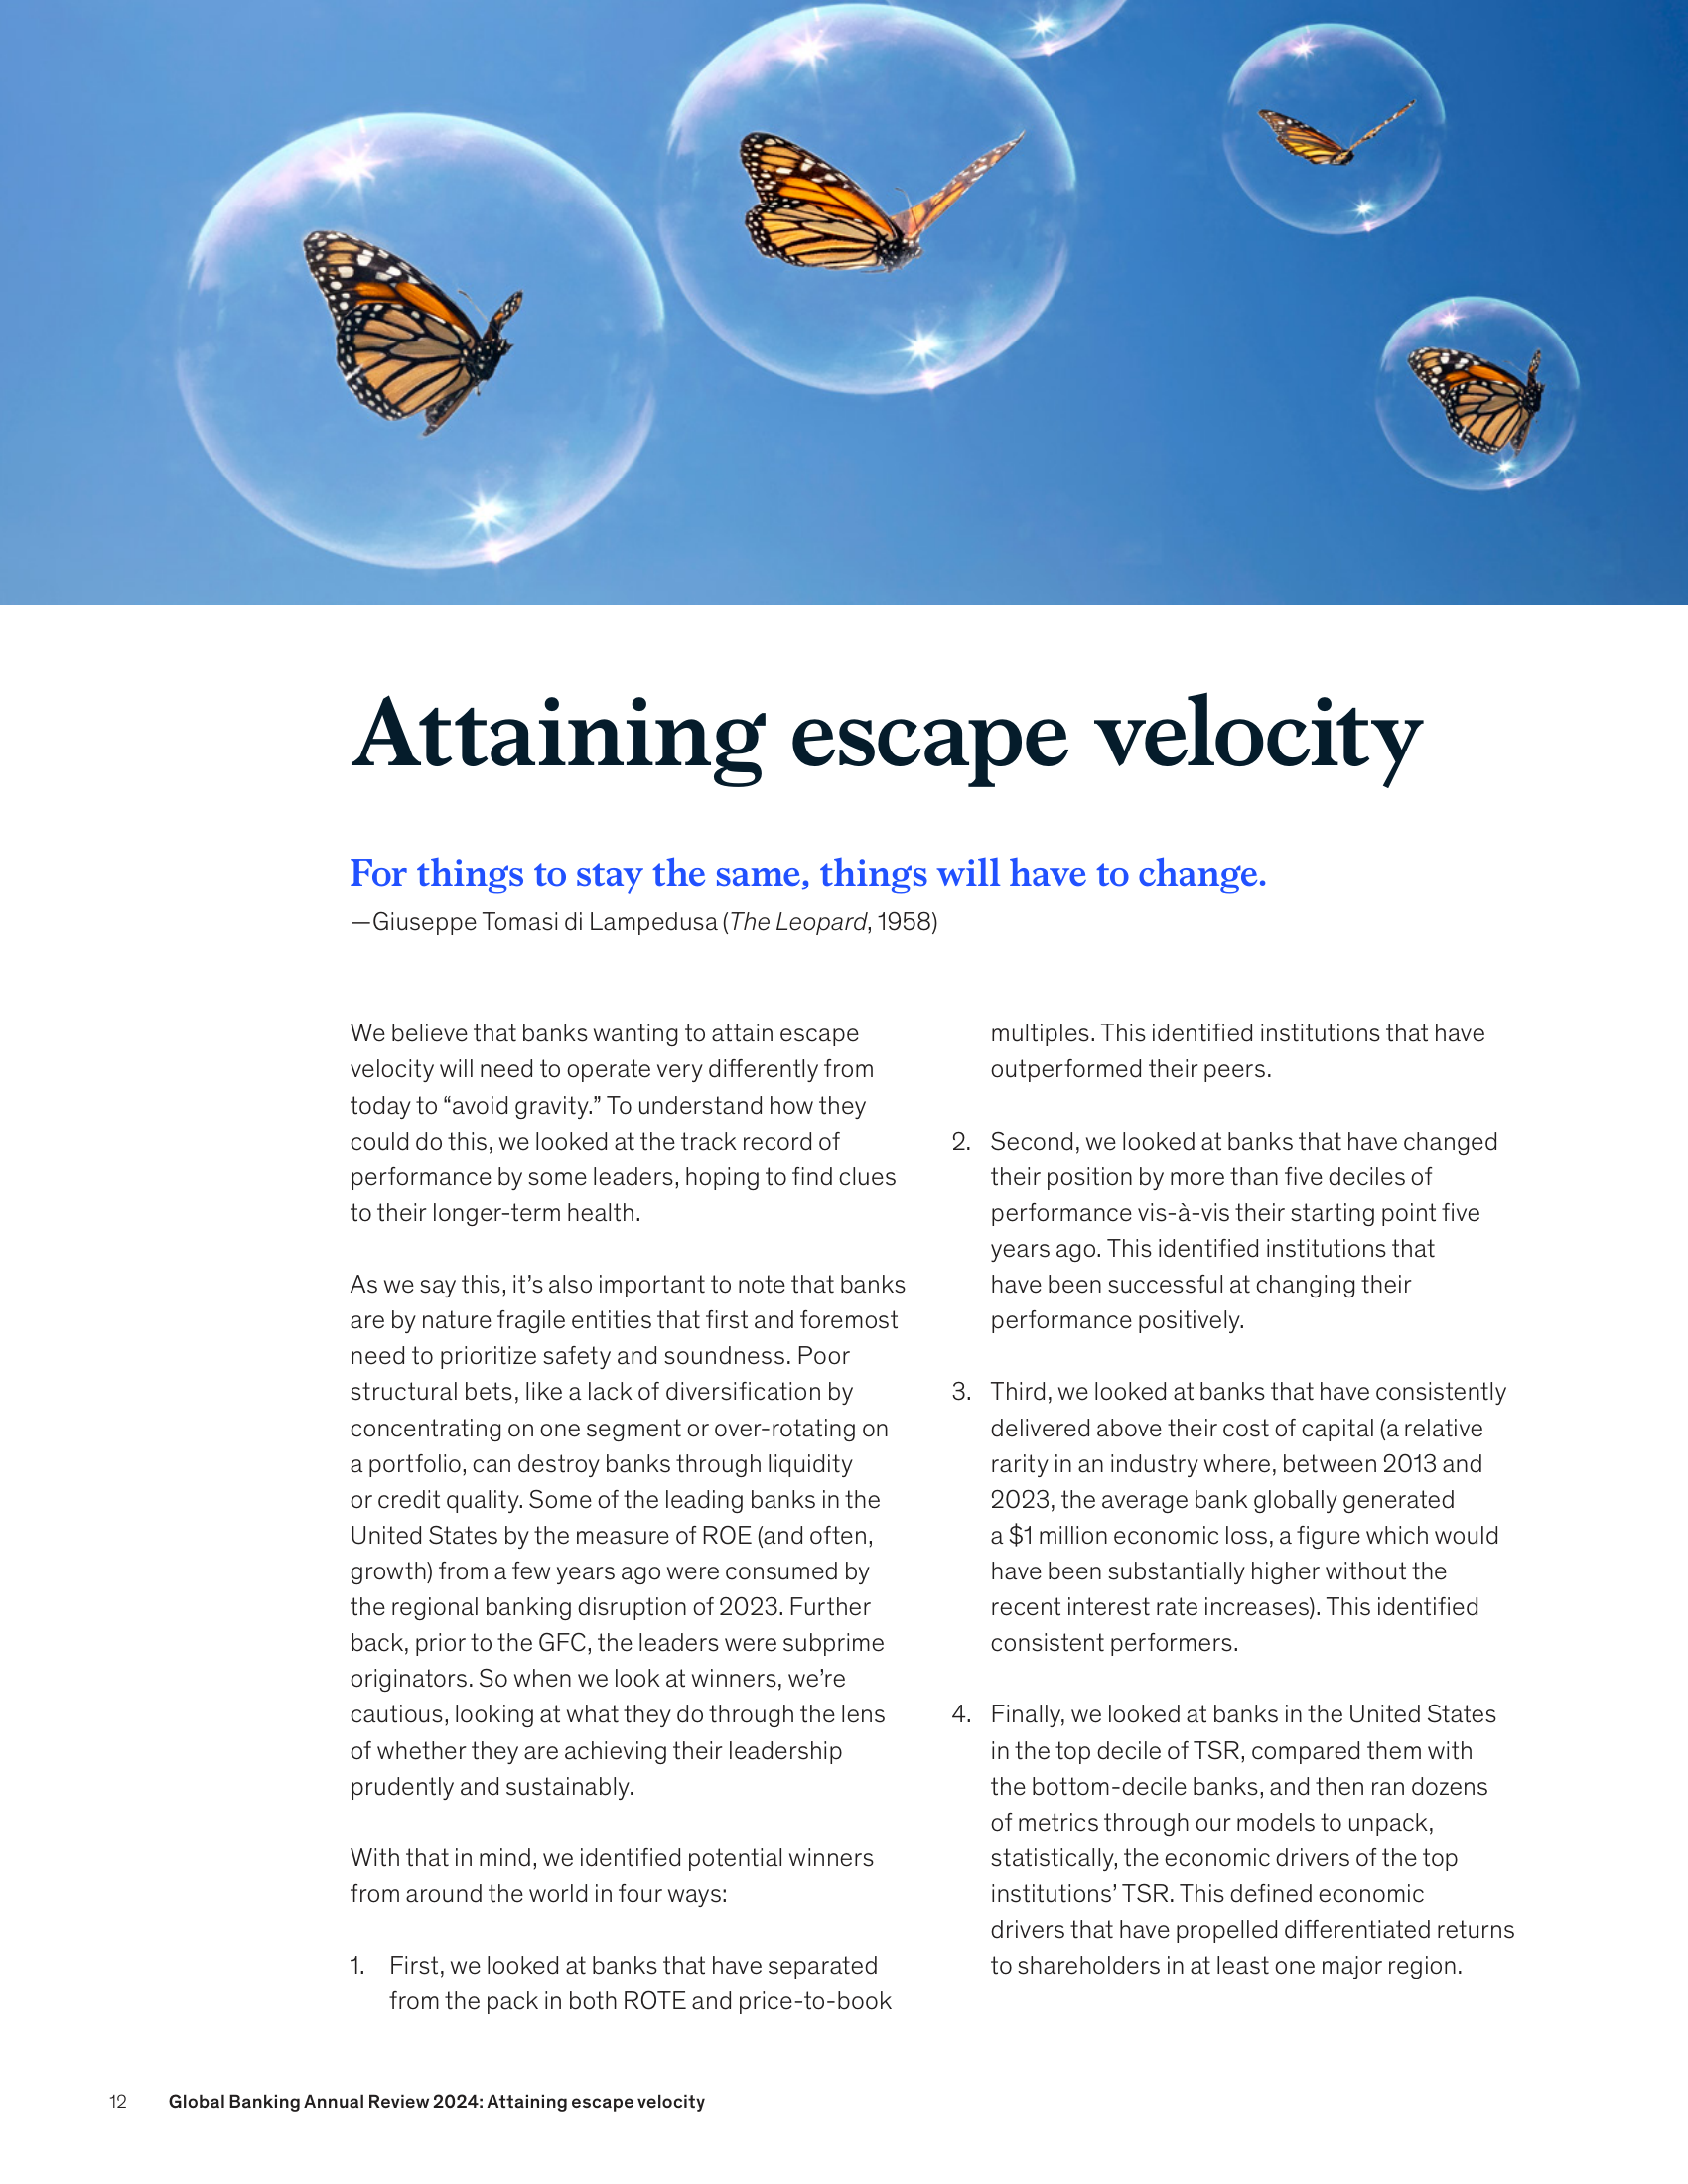 Attaining escape velocity
For things to stay the same, things will have to change.
—Giuseppe Tomasi di Lampedusa (The Leopard, 1958)
We believe that banks wanting to attain escape
velocity will need to operate very differently from
today to “avoid gravity.” To understand how they
could do this, we looked at the track record of
performance by some leaders, hoping to find clues
to their longer-term health.
As we say this, it’s also important to note that banks
are by nature fragile entities that first and foremost
need to prioritize safety and soundness. Poor
structural bets, like a lack of diversification by
concentrating on one segment or over-rotating on
a portfolio, can destroy banks through liquidity
or credit quality. Some of the leading banks in the
United States by the measure of ROE (and often,
growth) from a few years ago were consumed by
the regional banking disruption of 2023. Further
back, prior to the GFC, the leaders were subprime
originators. So when we look at winners, we’re
cautious, looking at what they do through the lens
of whether they are achieving their leadership
prudently and sustainably.
With that in mind, we identified potential winners
from around the world in four ways:
1. First, we looked at banks that have separated
from the pack in both ROTE and price-to-book
multiples. This identified institutions that have
outperformed their peers.
2. Second, we looked at banks that have changed
their position by more than five deciles of
performance vis-à-vis their starting point five
years ago. This identified institutions that
have been successful at changing their
performance positively.
3. Third, we looked at banks that have consistently
delivered above their cost of capital (a relative
rarity in an industry where, between 2013 and
2023, the average bank globally generated
a $1 million economic loss, a figure which would
have been substantially higher without the
recent interest rate increases). This identified
consistent performers.
4. Finally, we looked at banks in the United States
in the top decile of TSR, compared them with
the bottom-decile banks, and then ran dozens
of metrics through our models to unpack,
statistically, the economic drivers of the top
institutions’ TSR. This defined economic
drivers that have propelled differentiated returns
to shareholders in at least one major region.
12 Global Banking Annual Review 2024: Attaining escape velocity